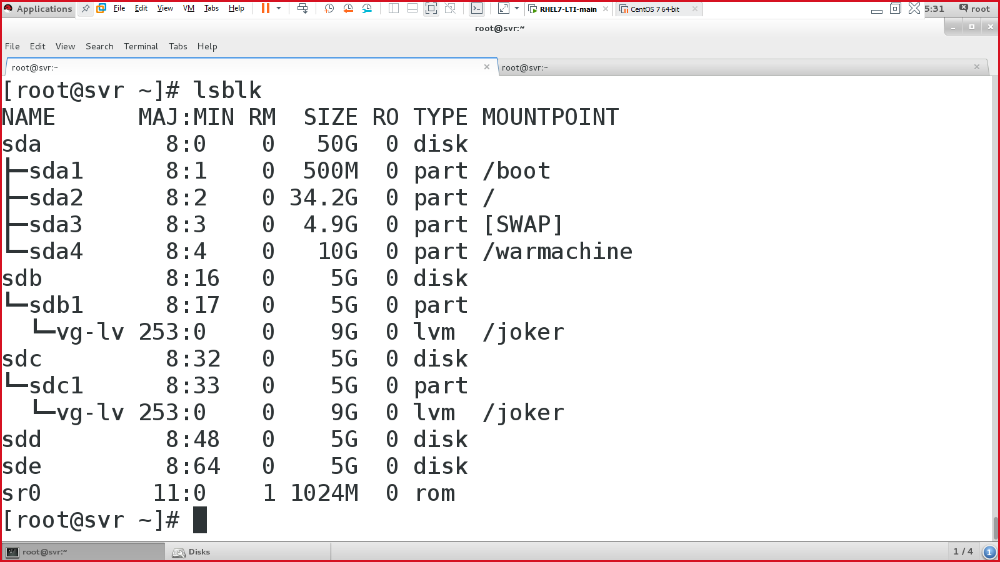 Applications File Edit View VM Tabs Help RHEL7-LTI-main CentOS 7 64-bit 5:31 root
root@svr:~
File Edit View Search Terminal Tabs Help
root@svr:~ root@svr:~
[root@svr ~]# lsblk
NAME MAJ:MIN RM SIZE RO TYPE MOUNTPOINT
sda 8:0 0 50G 0 disk
├─sda1 8:1 0 500M 0 part /boot
├─sda2 8:2 0 34.2G 0 part /
├─sda3 8:3 0 4.9G 0 part [SWAP]
└─sda4 8:4 0 10G 0 part /warmachine
sdb 8:16 0 5G 0 disk
└─sdb1 8:17 0 5G 0 part
└─vg-lv 253:0 0 9G 0 lvm /joker
sdc 8:32 0 5G 0 disk
└─sdc1 8:33 0 5G 0 part
└─vg-lv 253:0 0 9G 0 lvm /joker
sdd 8:48 0 5G 0 disk
sde 8:64 0 5G 0 disk
sr0 11:0 1 1024M 0 rom
[root@svr ~]#
root@svr:~ Disks 1 / 4 1